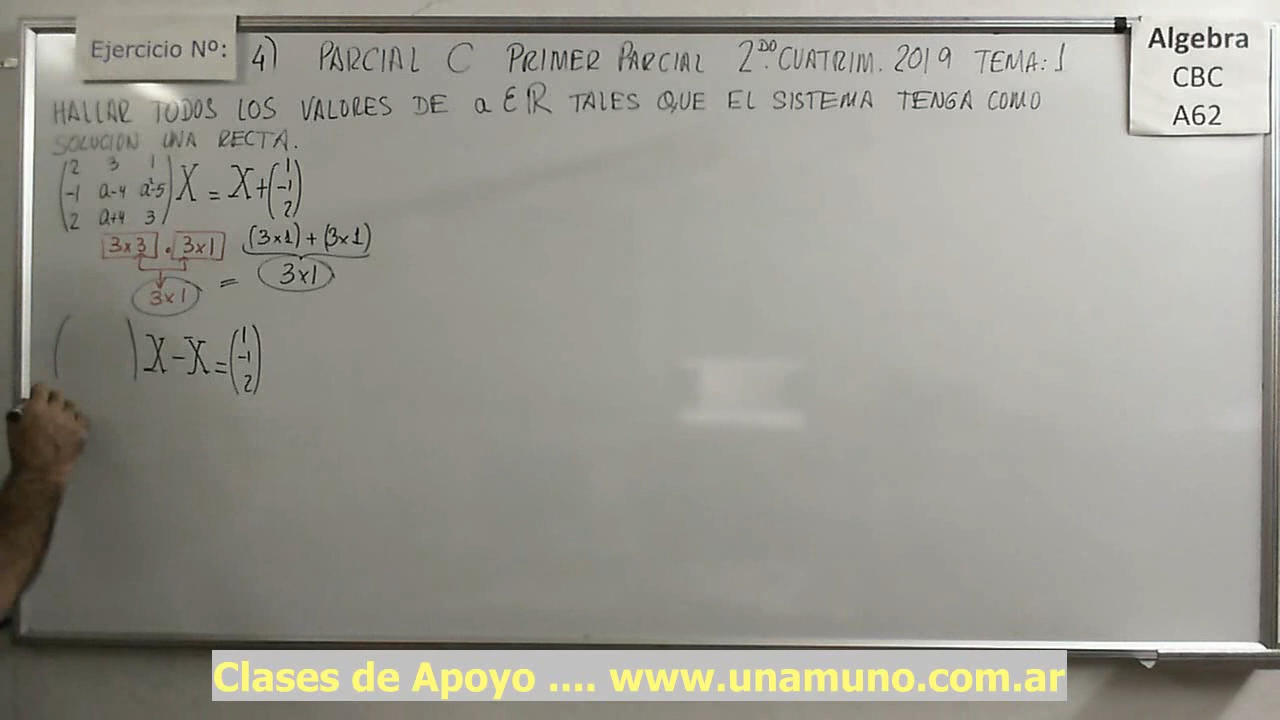 Ejercicio Nº: 4) PARCIAL C PRIMER PARCIAL 2DO. CUATRIM. 2019 TEMA: 1
Algebra
CBC
A62
HALLAR TODOS LOS VALORES DE a ∈ ℝ TALES QUE EL SISTEMA TENGA COMO
SOLUCION UNA RECTA.
( 2 3 1 ; -1 a-4 a²-5 ; 2 a+4 3 ) X = X + ( 1 ; -1 ; 2 )
3x3 . 3x1 (3x1) + (3x1)
3x1 = 3x1
( ) X - X = ( 1 ; -1 ; 2 )
Clases de Apoyo .... www.unamuno.com.ar